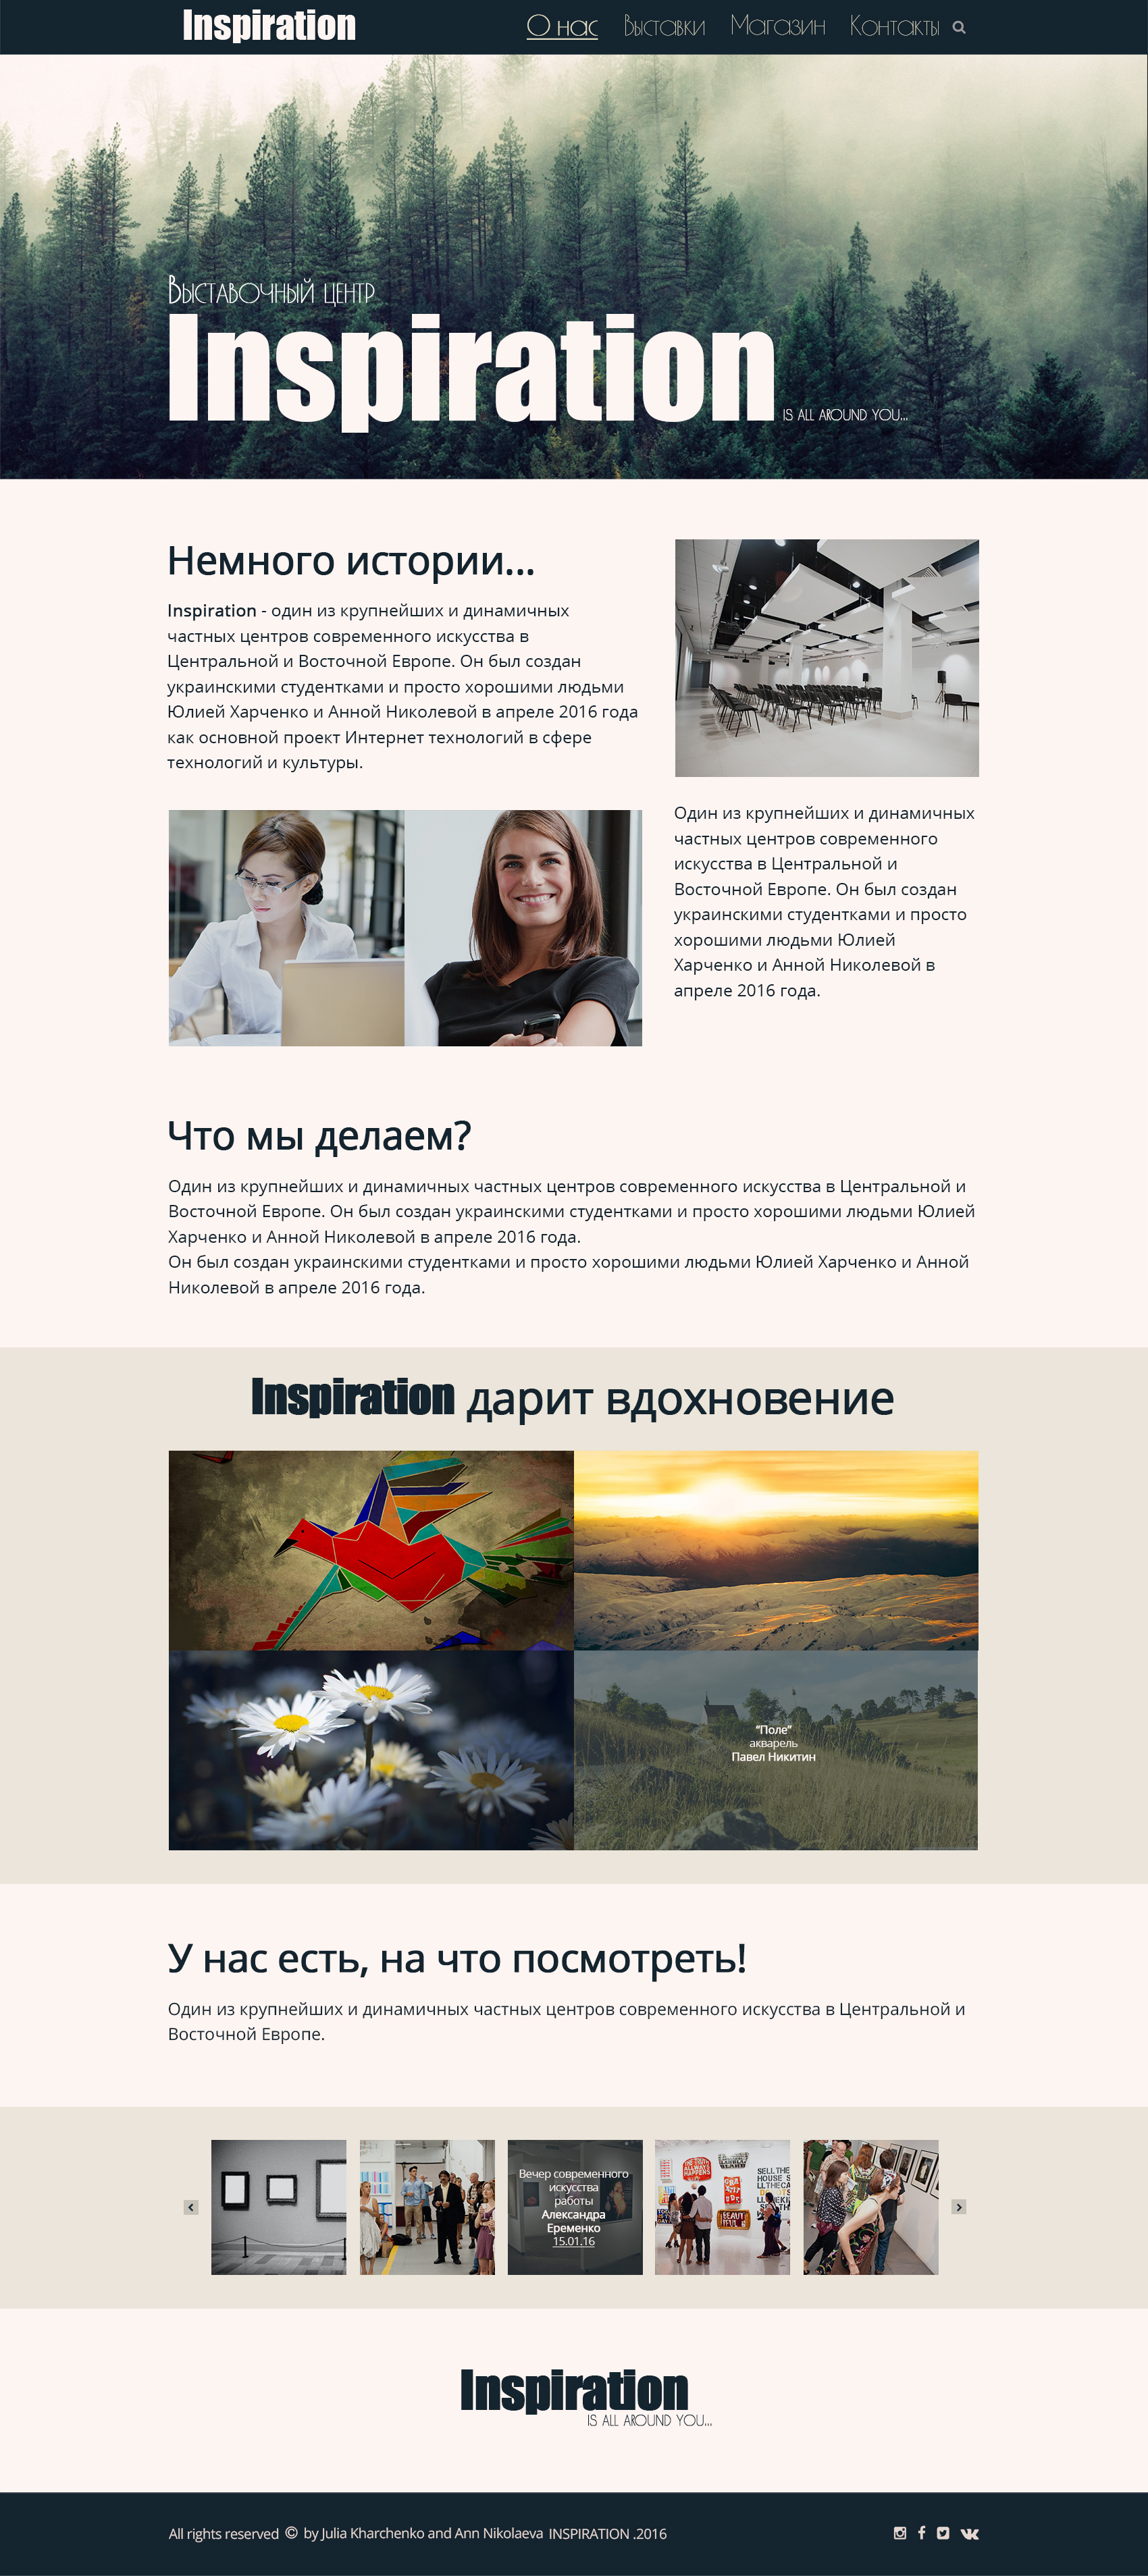 Inspiration
О нас Выставки Магазин Контакты
Выставочный центр
Inspiration
is all around you...
Немного истории...
Inspiration - один из крупнейших и динамичных
частных центров современного искусства в
Центральной и Восточной Европе. Он был создан
украинскими студентками и просто хорошими людьми
Юлией Харченко и Анной Николевой в апреле 2016 года
как основной проект Интернет технологий в сфере
технологий и культуры.
Один из крупнейших и динамичных
частных центров современного
искусства в Центральной и
Восточной Европе. Он был создан
украинскими студентками и просто
хорошими людьми Юлией
Харченко и Анной Николевой в
апреле 2016 года.
Что мы делаем?
Один из крупнейших и динамичных частных центров современного искусства в Центральной и
Восточной Европе. Он был создан украинскими студентками и просто хорошими людьми Юлией
Харченко и Анной Николевой в апреле 2016 года.
Он был создан украинскими студентками и просто хорошими людьми Юлией Харченко и Анной
Николевой в апреле 2016 года.
Inspiration дарит вдохновение
“Поле”
акварель
Павел Никитин
У нас есть, на что посмотреть!
Один из крупнейших и динамичных частных центров современного искусства в Центральной и
Восточной Европе.
Вечер современного
искусства
работы
Александра
Еременко
15.01.16
SELL THE
HOUSE S
BEAUTY
Inspiration
is all around you...
All rights reserved © by Julia Kharchenko and Ann Nikolaeva INSPIRATION .2016